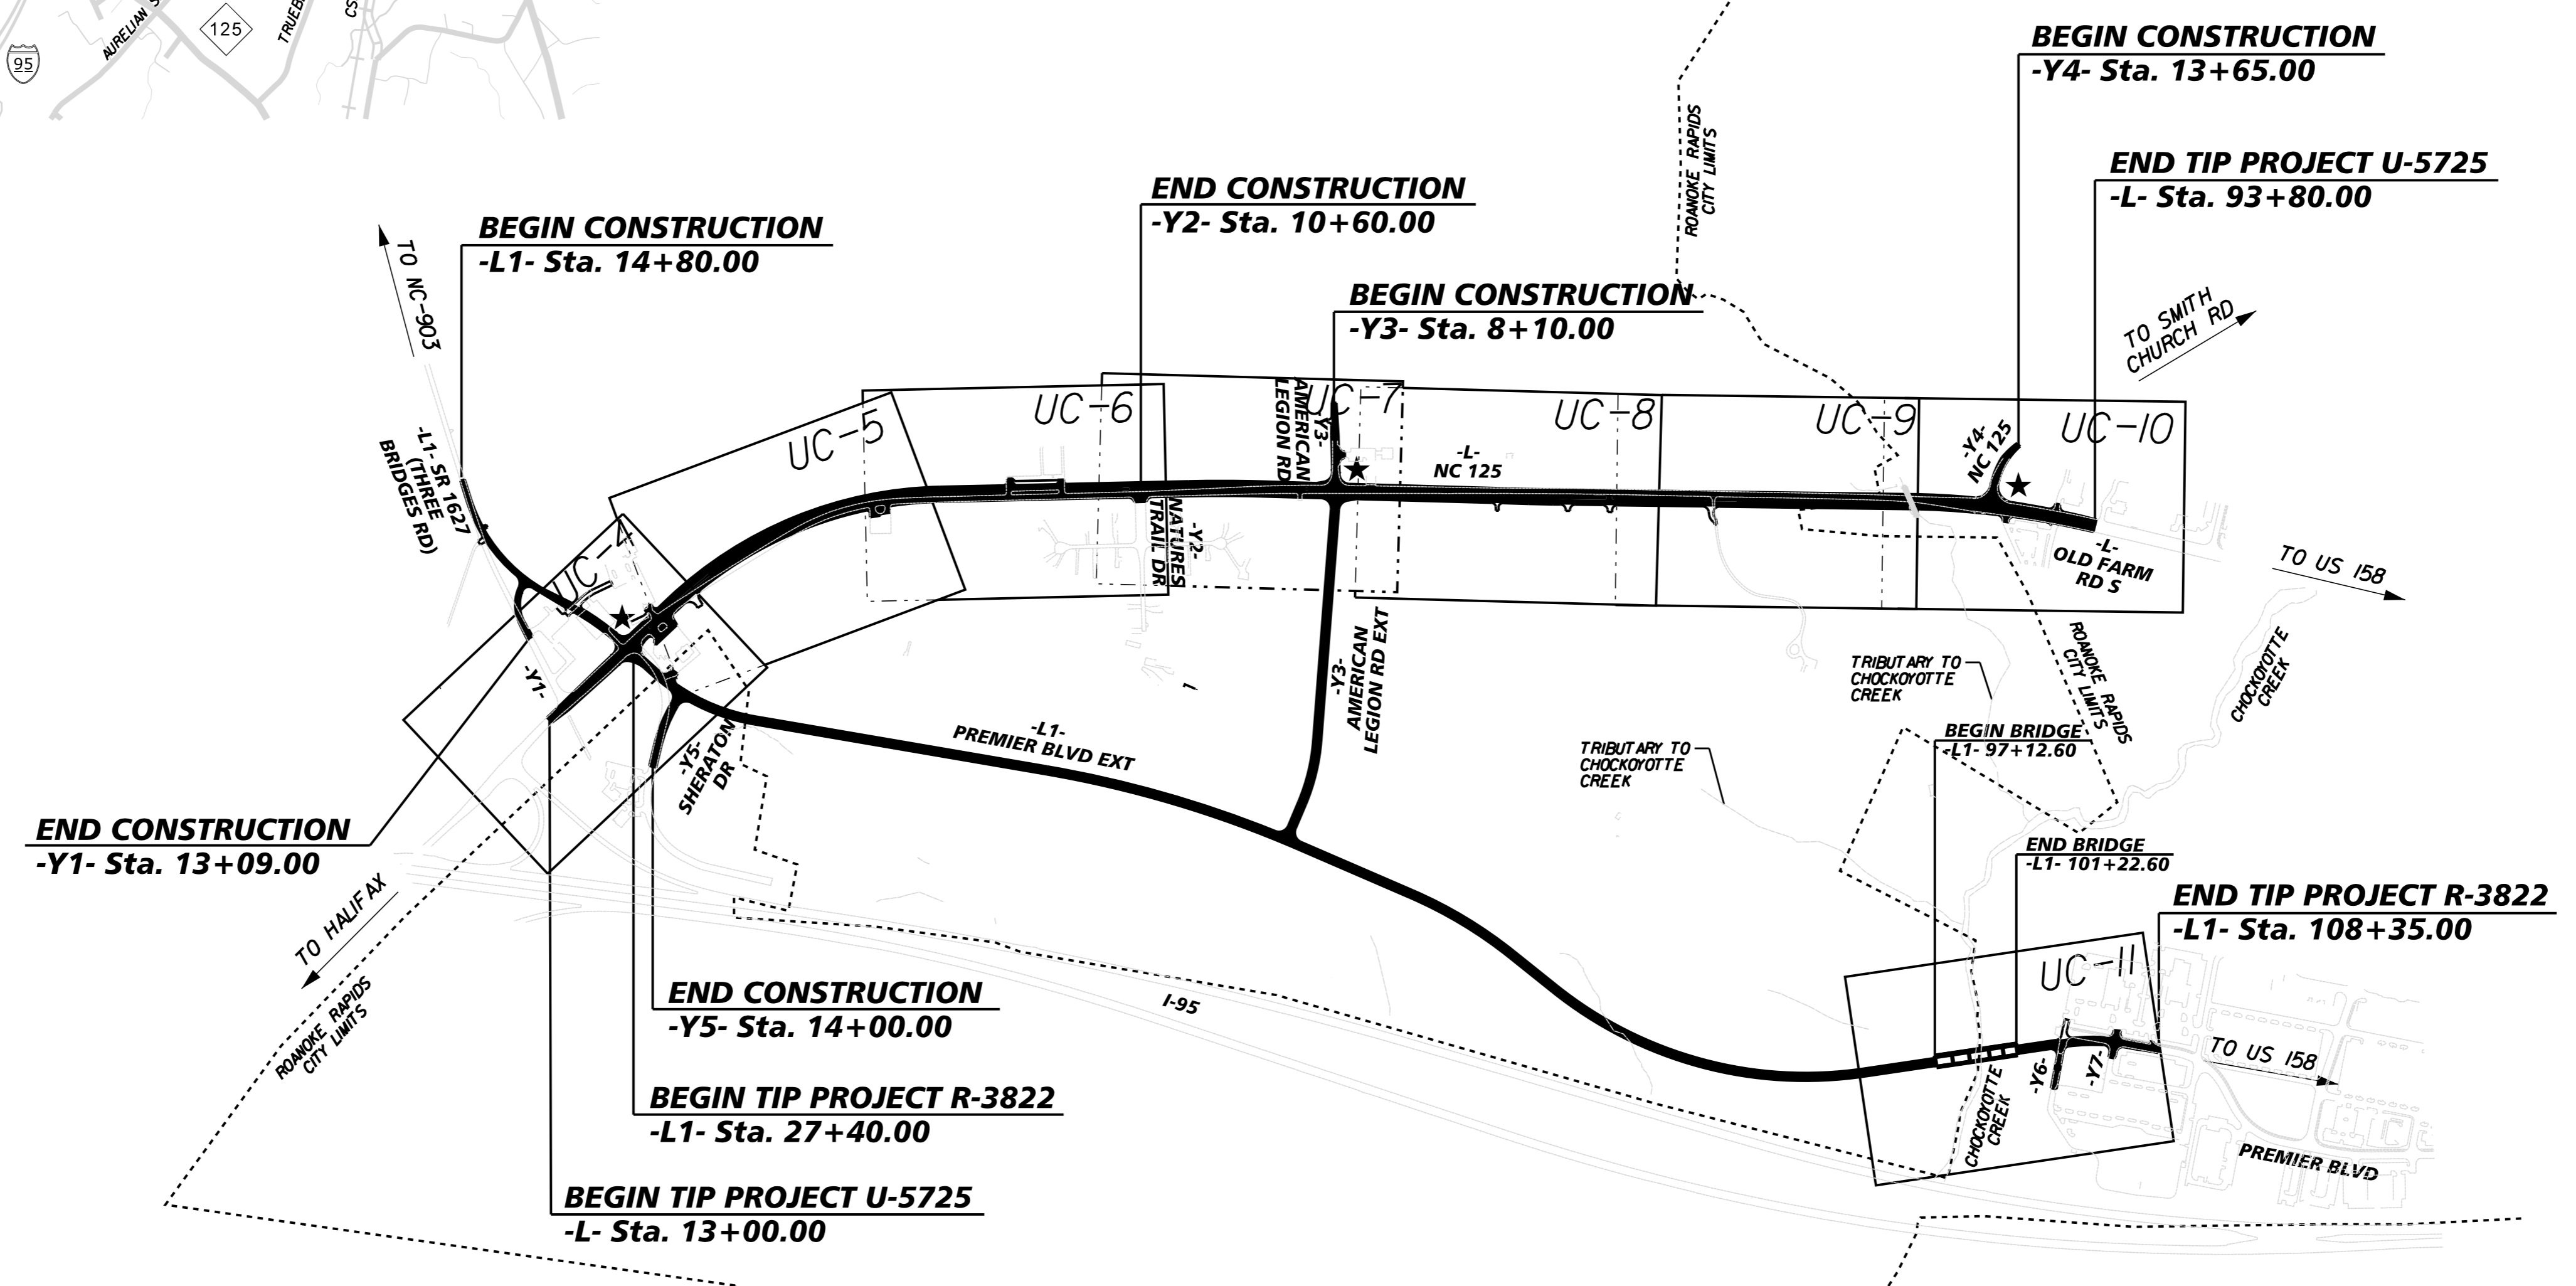 95
AURELIAN S
125
TRUEB
CS
BEGIN CONSTRUCTION
-Y4- Sta. 13+65.00
END TIP PROJECT U-5725
-L- Sta. 93+80.00
ROANOKE RAPIDS
CITY LIMITS
END CONSTRUCTION
-Y2- Sta. 10+60.00
BEGIN CONSTRUCTION
-L1- Sta. 14+80.00
BEGIN CONSTRUCTION
-Y3- Sta. 8+10.00
TO NC-903
TO SMITH
CHURCH RD
UC-4
UC-5
UC-6
UC-7
UC-8
UC-9
UC-10
-L1- SR 1627
(THREE
BRIDGES RD)
AMERICAN
LEGION RD
-Y3-
-L-
NC 125
-Y4-
NC 125
-Y2-
NATURES
TRAIL DR
-L-
OLD FARM
RD S
TO US 158
-Y1-
-Y5-
SHERATON
DR
-L1-
PREMIER BLVD EXT
-Y3-
AMERICAN
LEGION RD EXT
TRIBUTARY TO
CHOCKOYOTTE
CREEK
TRIBUTARY TO
CHOCKOYOTTE
CREEK
ROANOKE RAPIDS
CITY LIMITS
CHOCKOYOTTE
CREEK
BEGIN BRIDGE
-L1- 97+12.60
END BRIDGE
-L1- 101+22.60
END CONSTRUCTION
-Y1- Sta. 13+09.00
END TIP PROJECT R-3822
-L1- Sta. 108+35.00
TO HALIFAX
ROANOKE RAPIDS
CITY LIMITS
I-95
UC-11
-Y6-
-Y7-
TO US 158
CHOCKOYOTTE
CREEK
PREMIER BLVD
END CONSTRUCTION
-Y5- Sta. 14+00.00
BEGIN TIP PROJECT R-3822
-L1- Sta. 27+40.00
BEGIN TIP PROJECT U-5725
-L- Sta. 13+00.00